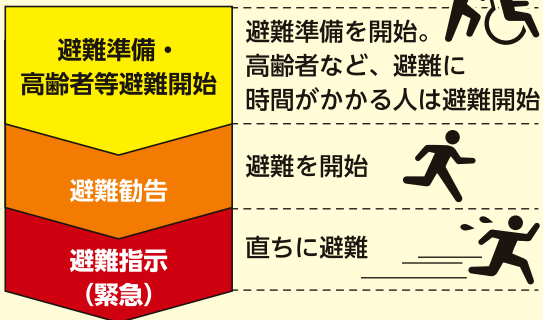 避難準備・
高齢者等避難開始
避難準備を開始。
高齢者など、避難に
時間がかかる人は避難開始
避難勧告
避難を開始
避難指示
(緊急)
直ちに避難